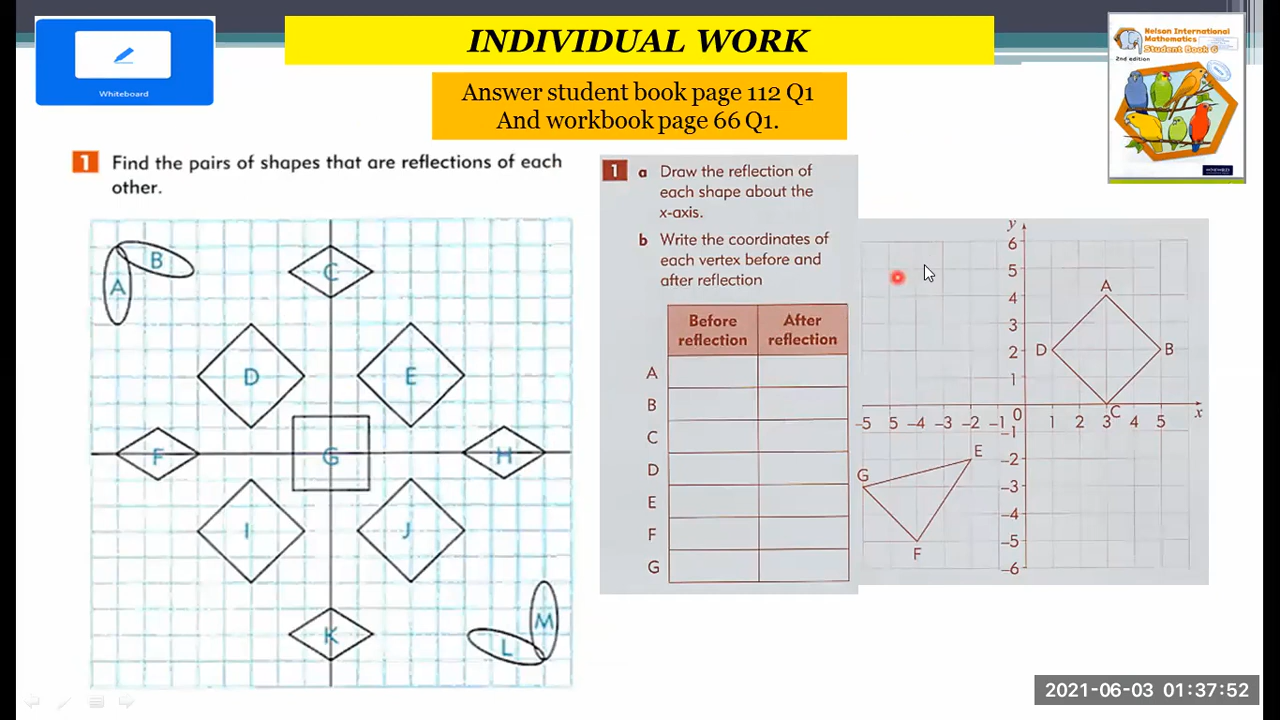 INDIVIDUAL WORK
Whiteboard
Nelson International
Mathematics
Student Book 6
2nd edition
Answer student book page 112 Q1
And workbook page 66 Q1.
1 Find the pairs of shapes that are reflections of each
other.
A B C
D E
F G H
I J
K L M
1 a Draw the reflection of
each shape about the
x-axis.
b Write the coordinates of
each vertex before and
after reflection
Before reflection After reflection
A
B
C
D
E
F
G
y
6
5
4
3
2
1
0
-5 5 -4 -3 -2 -1 1 2 3 4 5 x
-1
-2
-3
-4
-5
-6
A
D B
C
E
G
F
2021-06-03 01:37:52